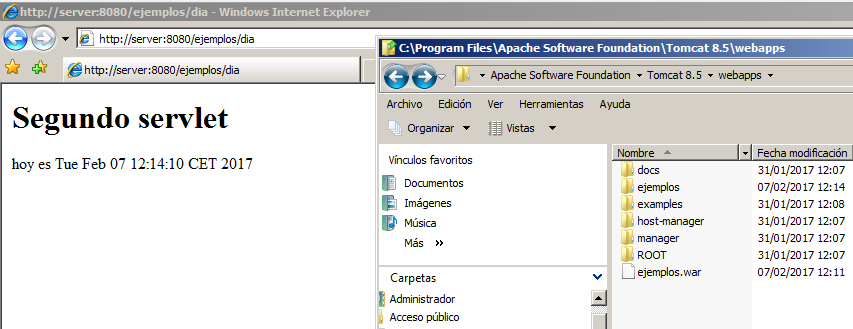 http://server:8080/ejemplos/dia - Windows Internet Explorer
http://server:8080/ejemplos/dia
http://server:8080/ejemplos/dia
Segundo servlet
hoy es Tue Feb 07 12:14:10 CET 2017
C:\Program Files\Apache Software Foundation\Tomcat 8.5\webapps
Apache Software Foundation Tomcat 8.5 webapps
Archivo Edición Ver Herramientas Ayuda
Organizar Vistas
Vínculos favoritos
Documentos
Imágenes
Música
Más
Carpetas
Administrador
Acceso público
Nombre Fecha modificación
docs 31/01/2017 12:07
ejemplos 07/02/2017 12:14
examples 31/01/2017 12:08
host-manager 31/01/2017 12:07
manager 31/01/2017 12:07
ROOT 31/01/2017 12:07
ejemplos.war 07/02/2017 12:11